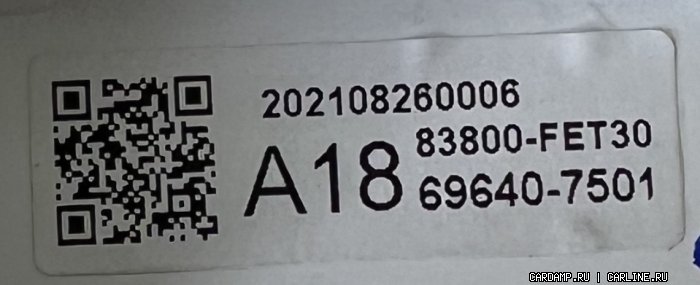 202108260006
A18
83800-FET30
69640-7501
CARDAMP.RU | CARLINE.RU